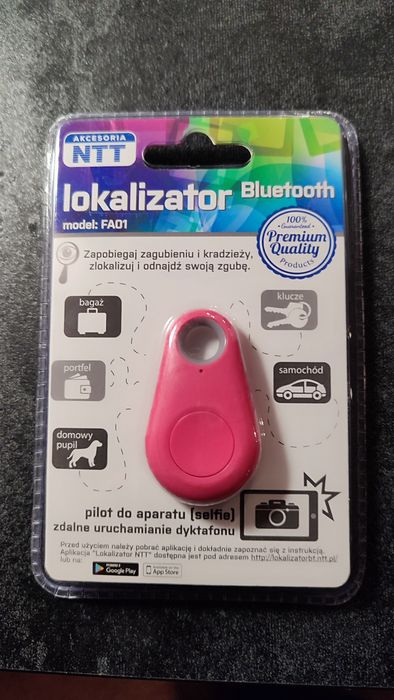 AKCESORIA
NTT
lokalizator Bluetooth
model: FA01
100%
Guaranteed
Premium
Quality
Products
Zapobiegaj zagubieniu i kradzieży,
zlokalizuj i odnajdź swoją zgubę.
bagaż
klucze
portfel
samochód
domowy
pupil
pilot do aparatu (selfie)
zdalne uruchamianie dyktafonu
Przed użyciem należy pobrać aplikację i dokładnie zapoznać się z instrukcją.
Aplikacja "Lokalizator NTT" dostępna jest pod adresem http://lokalizatorbt.ntt.pl/
lub na:
Google Play
App Store